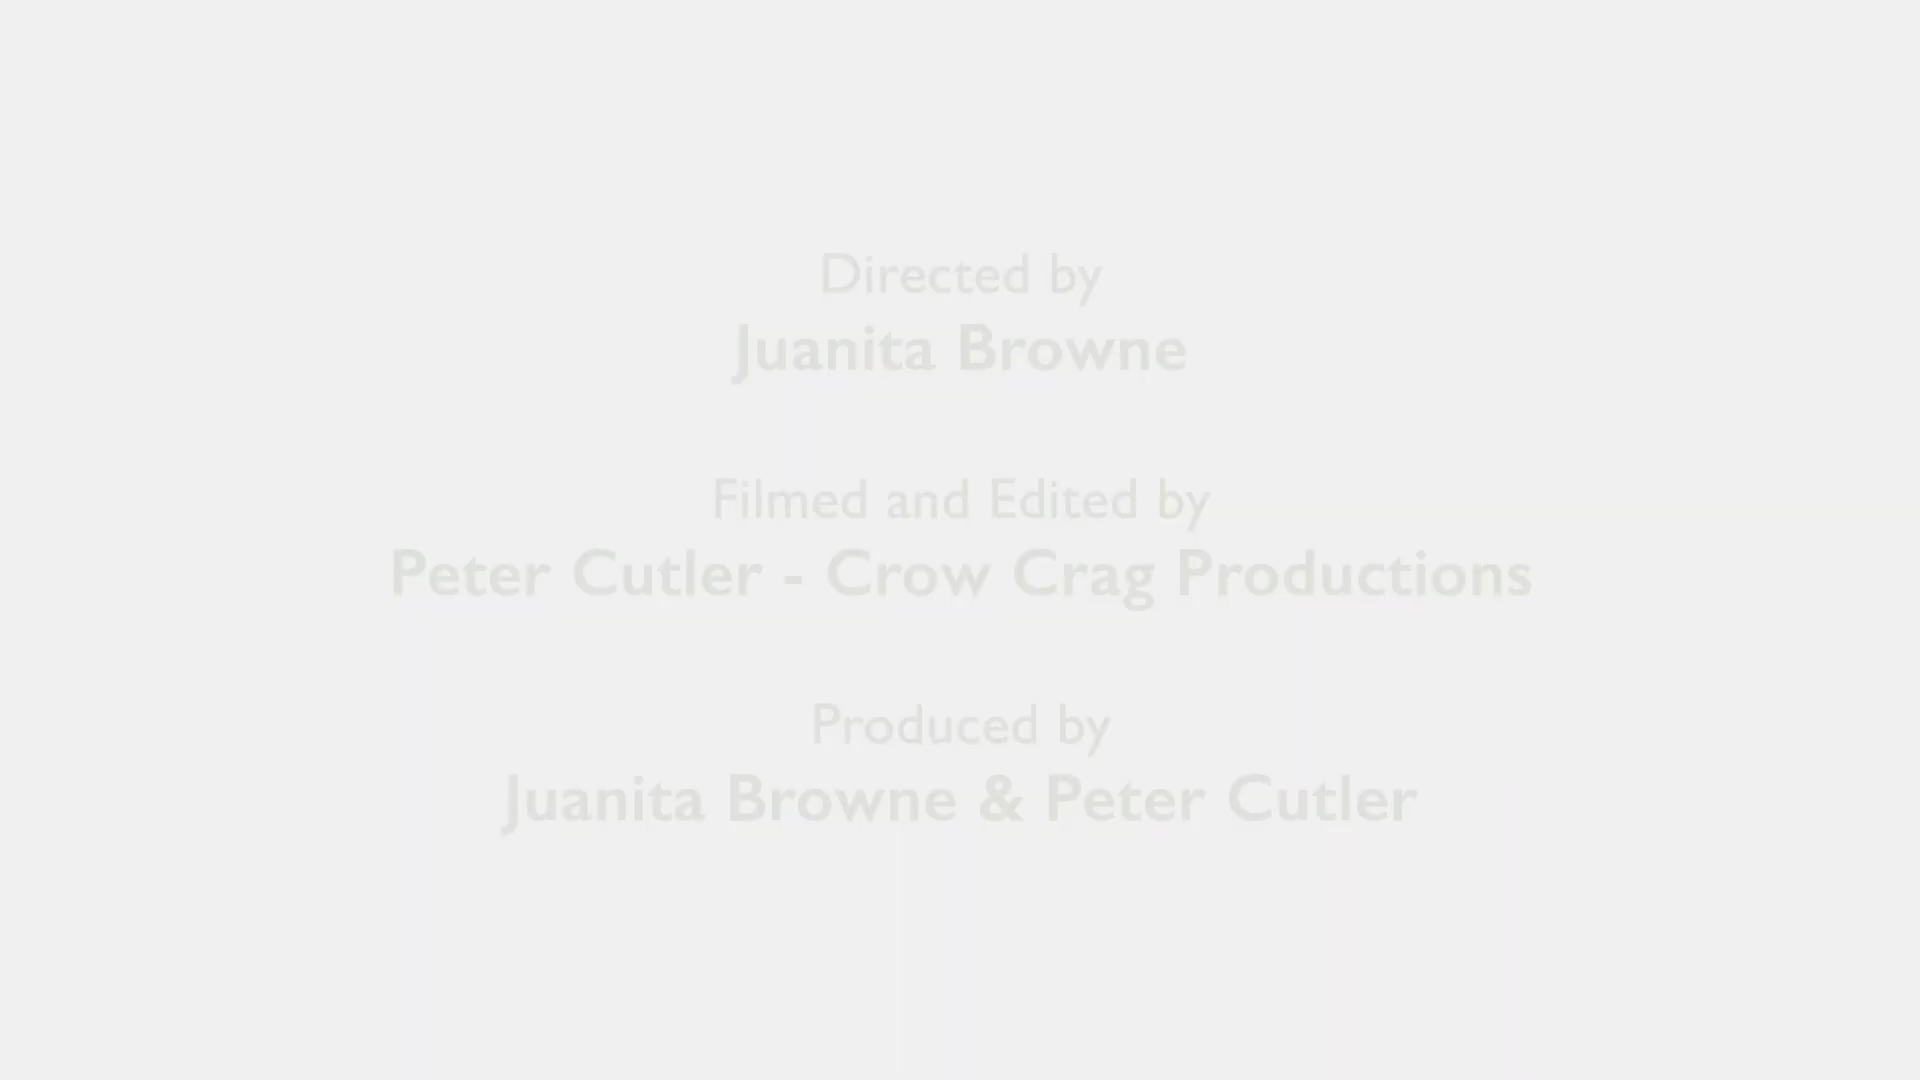 Directed by
Juanita Browne
Filmed and Edited by
Peter Cutler - Crow Crag Productions
Produced by
Juanita Browne & Peter Cutler